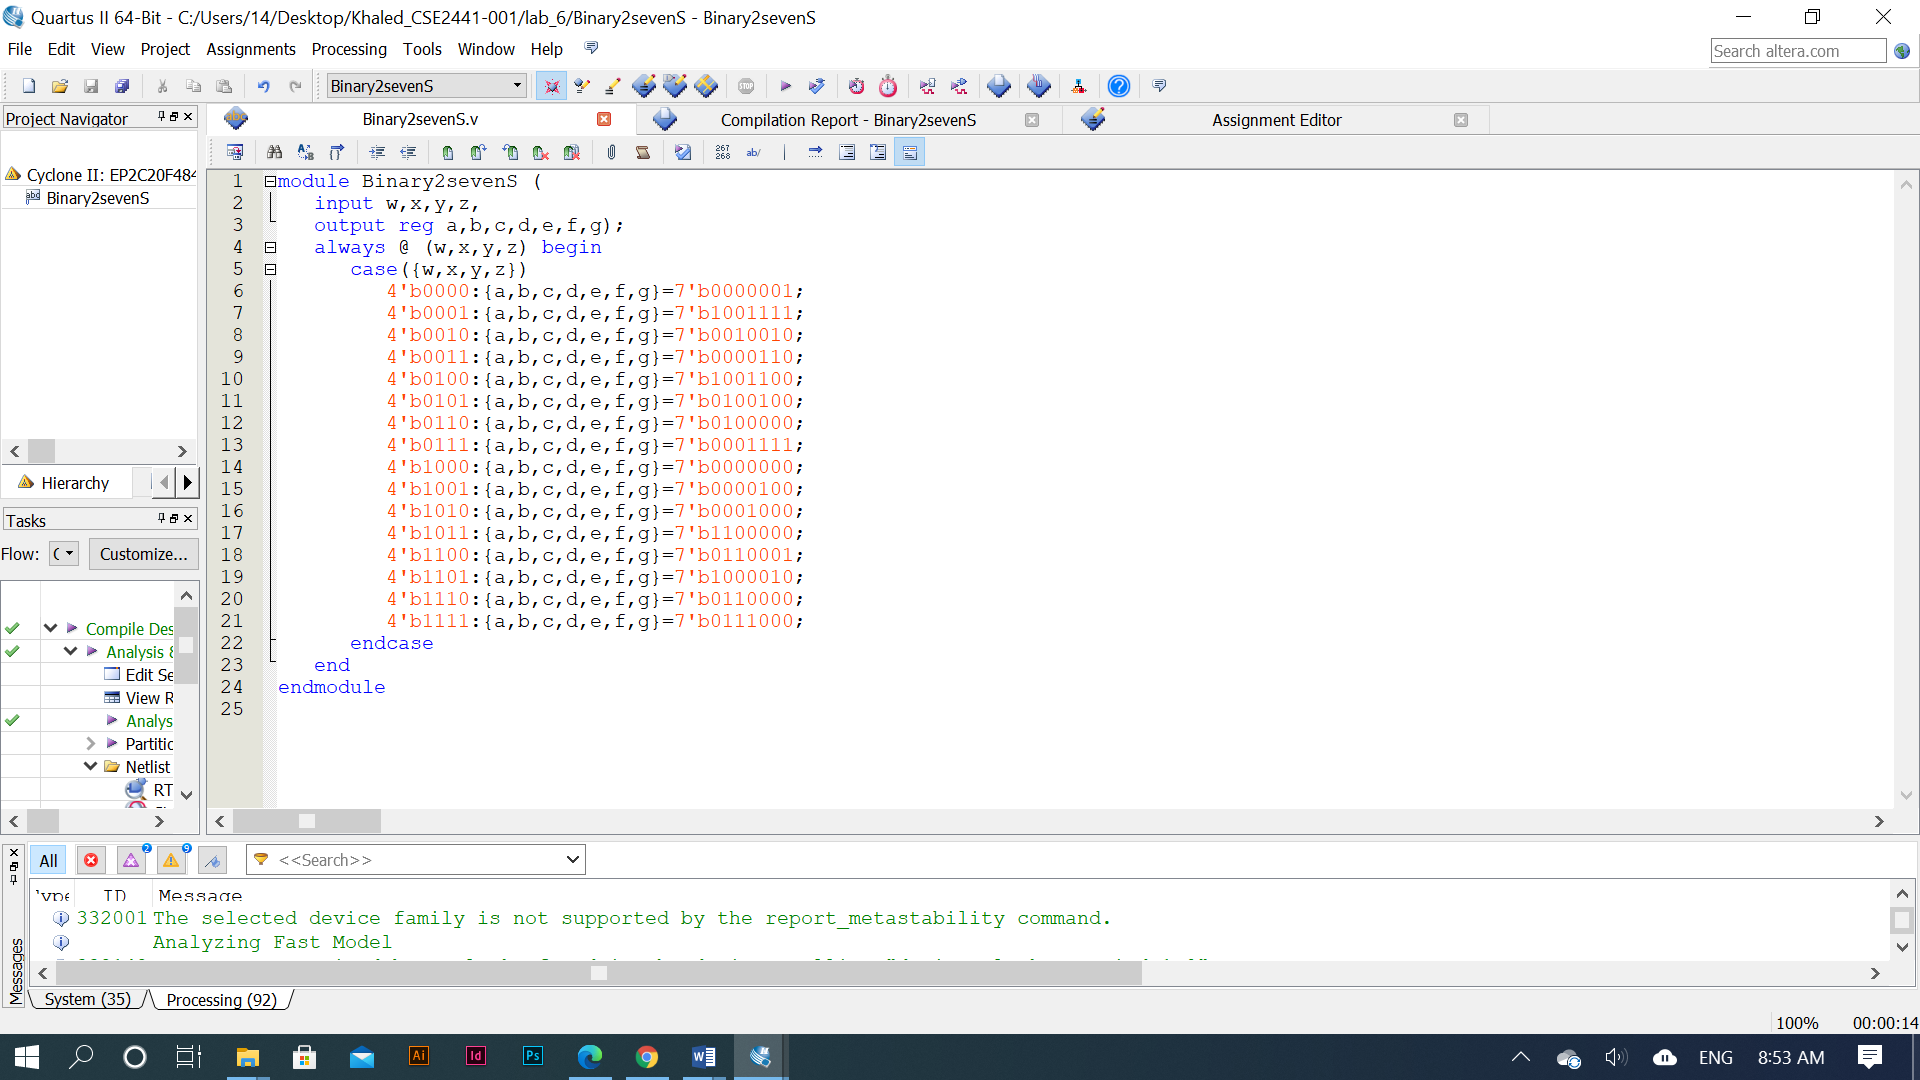 Quartus II 64-Bit - C:/Users/14/Desktop/Khaled_CSE2441-001/lab_6/Binary2sevenS - Binary2sevenS
File Edit View Project Assignments Processing Tools Window Help
Search altera.com
Binary2sevenS
Project Navigator
Binary2sevenS.v
Compilation Report - Binary2sevenS
Assignment Editor
Cyclone II: EP2C20F484
Binary2sevenS
Hierarchy
Tasks
Flow:
Customize...
Compile Des
Analysis &
Edit Se
View R
Analys
Partitic
Netlist
RT
267
268
ab/
1 module Binary2sevenS (
2 input w,x,y,z,
3 output reg a,b,c,d,e,f,g);
4 always @ (w,x,y,z) begin
5 case({w,x,y,z})
6 4'b0000:{a,b,c,d,e,f,g}=7'b0000001;
7 4'b0001:{a,b,c,d,e,f,g}=7'b1001111;
8 4'b0010:{a,b,c,d,e,f,g}=7'b0010010;
9 4'b0011:{a,b,c,d,e,f,g}=7'b0000110;
10 4'b0100:{a,b,c,d,e,f,g}=7'b1001100;
11 4'b0101:{a,b,c,d,e,f,g}=7'b0100100;
12 4'b0110:{a,b,c,d,e,f,g}=7'b0100000;
13 4'b0111:{a,b,c,d,e,f,g}=7'b0001111;
14 4'b1000:{a,b,c,d,e,f,g}=7'b0000000;
15 4'b1001:{a,b,c,d,e,f,g}=7'b0000100;
16 4'b1010:{a,b,c,d,e,f,g}=7'b0001000;
17 4'b1011:{a,b,c,d,e,f,g}=7'b1100000;
18 4'b1100:{a,b,c,d,e,f,g}=7'b0110001;
19 4'b1101:{a,b,c,d,e,f,g}=7'b1000010;
20 4'b1110:{a,b,c,d,e,f,g}=7'b0110000;
21 4'b1111:{a,b,c,d,e,f,g}=7'b0111000;
22 endcase
23 end
24 endmodule
25
All
2
9
<<Search>>
ID Message
332001 The selected device family is not supported by the report_metastability command.
Analyzing Fast Model
Messages
System (35) Processing (92)
100% 00:00:14
Ai Id Ps
ENG 8:53 AM